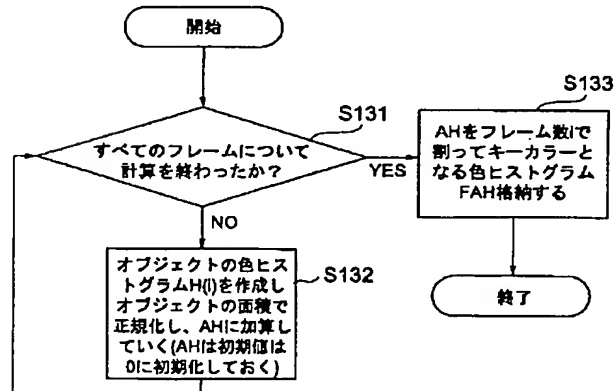 開始
S131
すべてのフレームについて
計算を終わったか？
YES
NO
S133
AHをフレーム数iで
割ってキーカラーと
なる色ヒストグラム
FAH格納する
S132
オブジェクトの色ヒス
トグラムH(i)を作成し
オブジェクトの面積で
正規化し、AHに加算し
ていく(AHは初期値は
0に初期化しておく)
終了